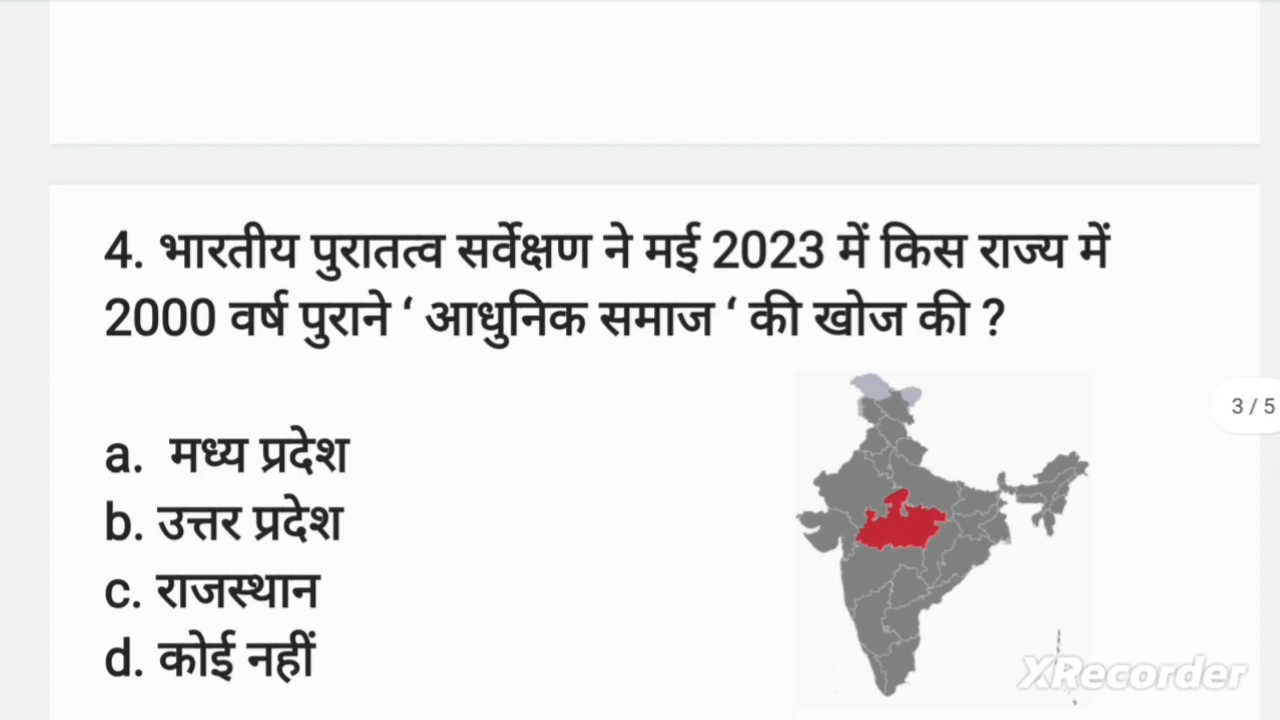 4. भारतीय पुरातत्व सर्वेक्षण ने मई 2023 में किस राज्य में
2000 वर्ष पुराने ‘ आधुनिक समाज ‘ की खोज की ?
a. मध्य प्रदेश
b. उत्तर प्रदेश
c. राजस्थान
d. कोई नहीं
3 / 5
XRecorder